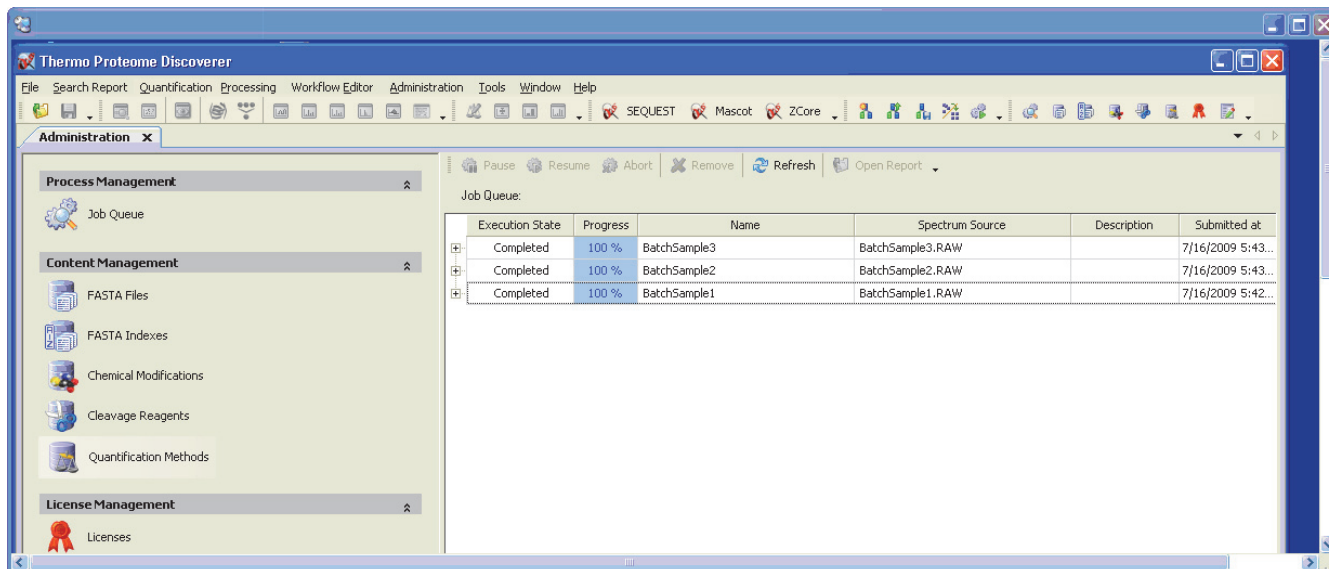 Thermo Proteome Discoverer
File Search Report Quantification Processing Workflow Editor Administration Tools Window Help
SEQUEST Mascot ZCore
Administration X
Pause Resume Abort Remove Refresh Open Report
Process Management
Job Queue
Job Queue:
Execution State Progress Name Spectrum Source Description Submitted at
Completed 100 % BatchSample3 BatchSample3.RAW 7/16/2009 5:43...
Completed 100 % BatchSample2 BatchSample2.RAW 7/16/2009 5:43...
Completed 100 % BatchSample1 BatchSample1.RAW 7/16/2009 5:42...
Content Management
FASTA Files
FASTA Indexes
Chemical Modifications
Cleavage Reagents
Quantification Methods
License Management
Licenses